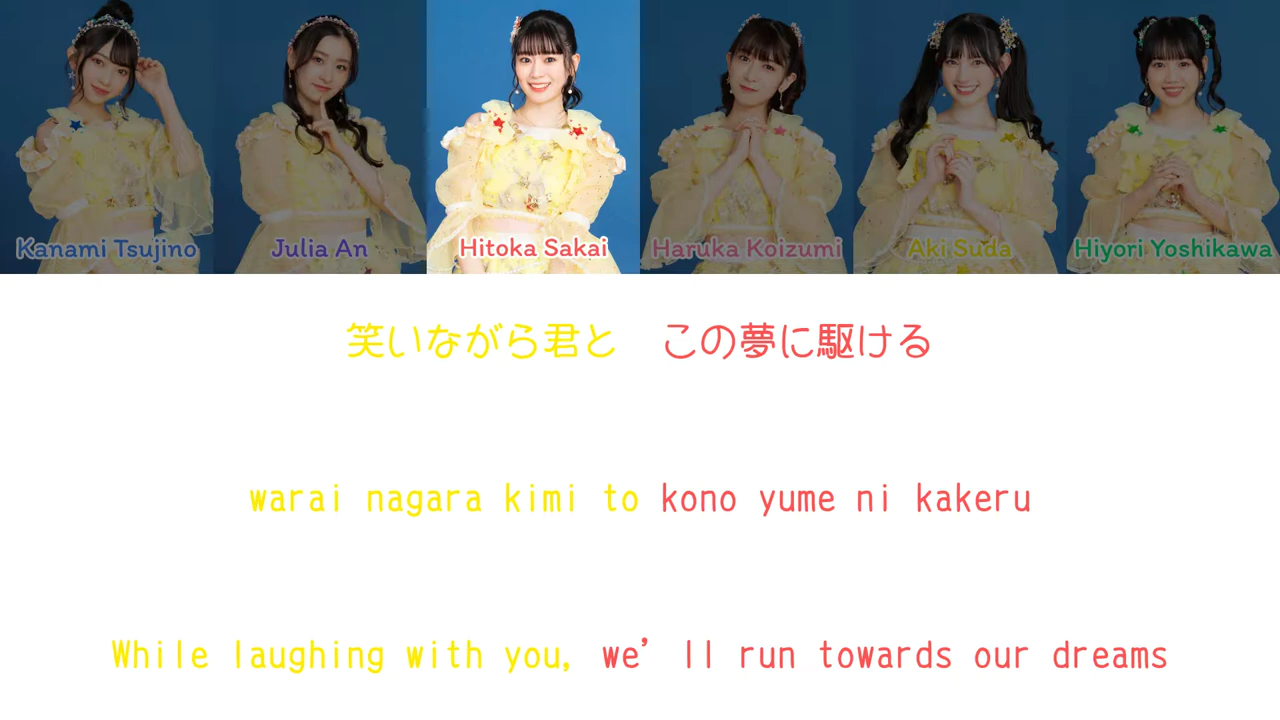 Kanami Tsujino Julia An Hitoka Sakai Haruka Koizumi Aki Suda Hiyori Yoshikawa
笑いながら君と　この夢に駆ける
warai nagara kimi to kono yume ni kakeru
While laughing with you, we’ll run towards our dreams